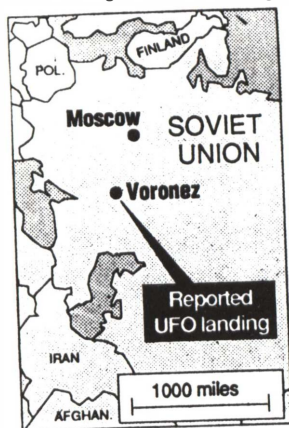 FINLAND
POL.
Moscow
SOVIET
UNION
Voronez
Reported
UFO landing
IRAN
1000 miles
AFGHAN.